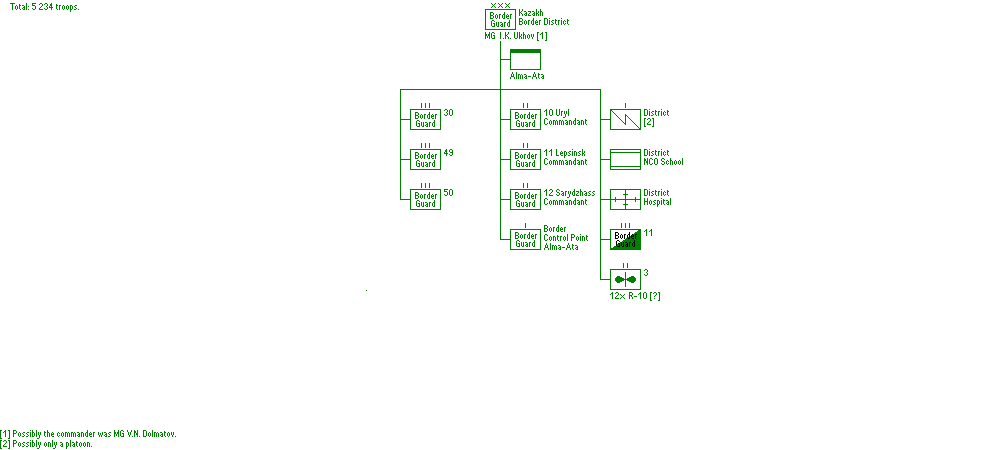 Total: 5 234 troops.
XXX
Border
Guard
Kazakh
Border District
MG I.K. Ukhov [1]
Alma-Ata
III
Border
Guard
30
II
Border
Guard
10 Uryl
Commandant
I
District
[2]
III
Border
Guard
49
II
Border
Guard
11 Lepsinsk
Commandant
District
NCO School
III
Border
Guard
50
II
Border
Guard
12 Sarydzhass
Commandant
District
Hospital
I
Border
Guard
Border
Control Point
Alma-Ata
III
Border
Guard
11
II
3
12x R-10 [?]
[1] Possibly the commander was MG V.N. Dolmatov.
[2] Possibly only a platoon.